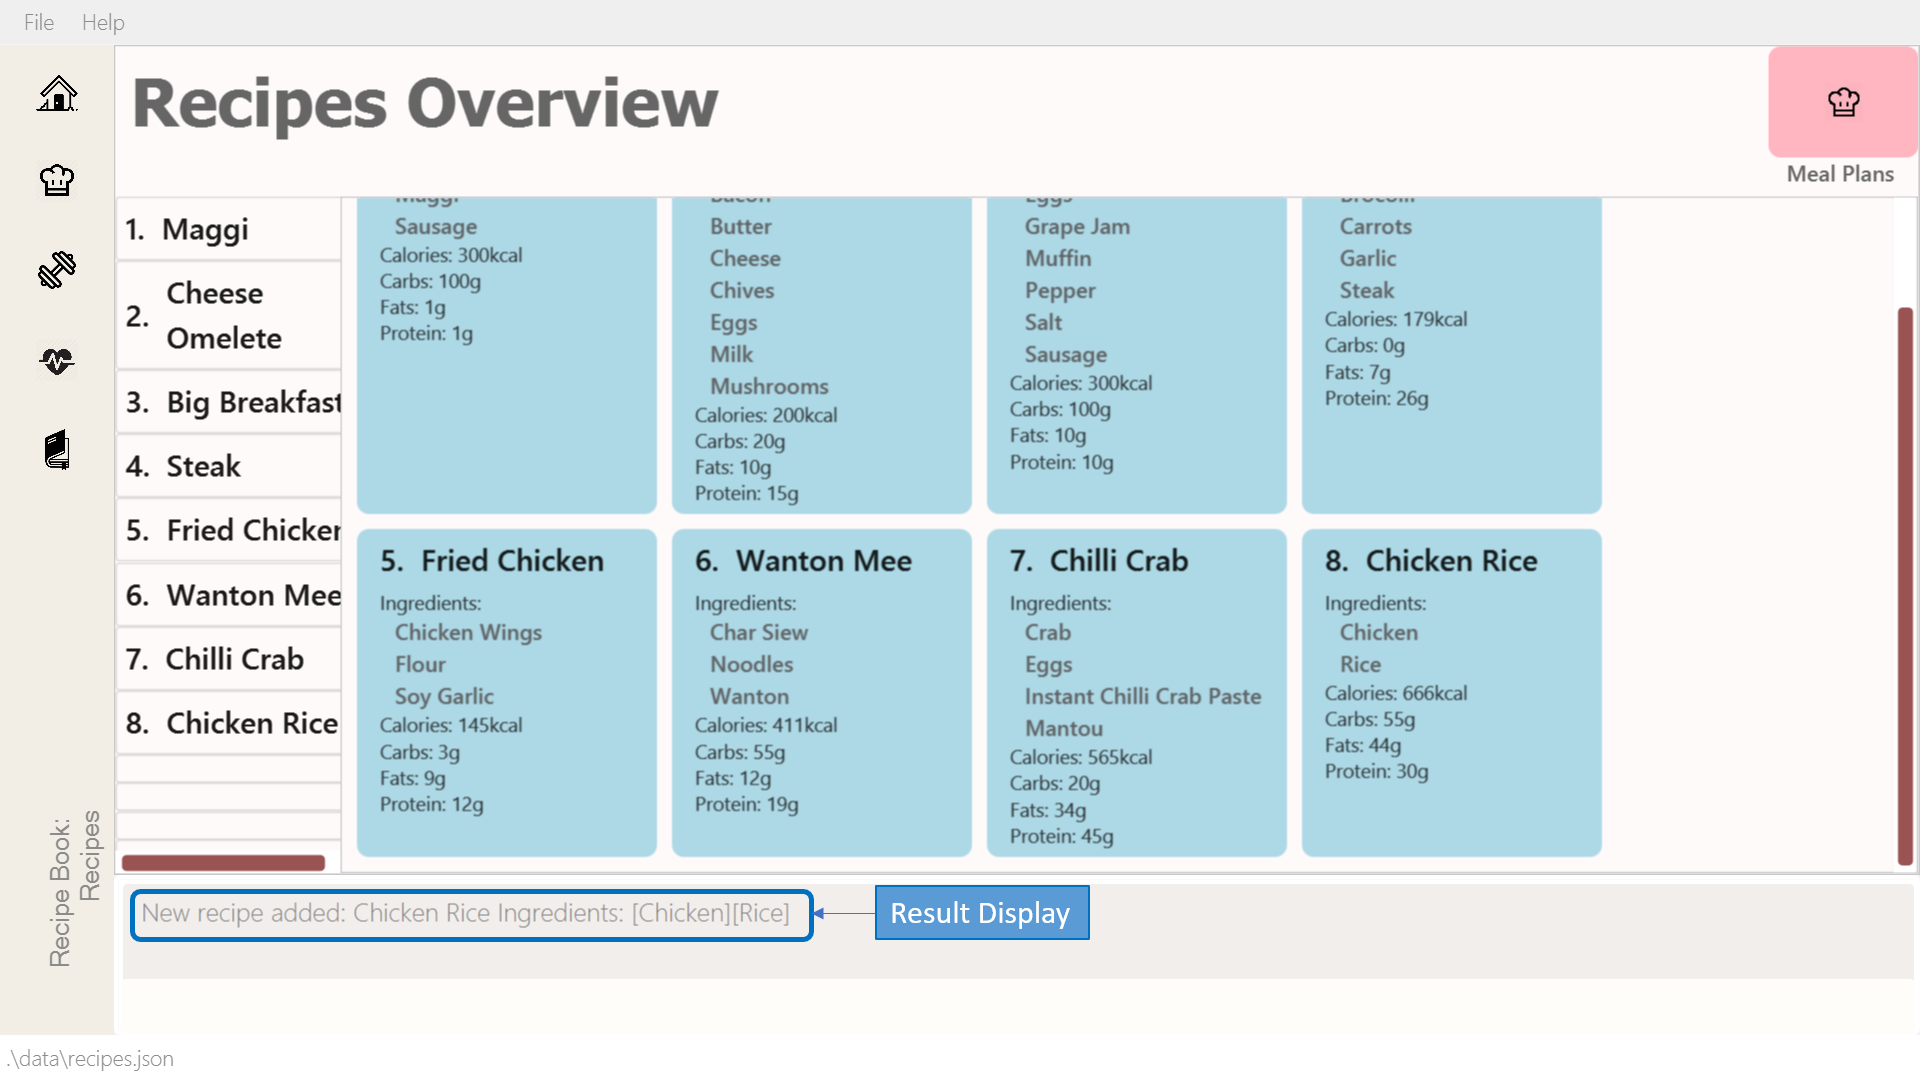 File Help
Recipes Overview
Meal Plans
1. Maggi
2. Cheese
Omelete
3. Big Breakfast
4. Steak
5. Fried Chicken
6. Wanton Mee
7. Chilli Crab
8. Chicken Rice
Maggi
Sausage
Calories: 300kcal
Carbs: 100g
Fats: 1g
Protein: 1g
Bacon
Butter
Cheese
Chives
Eggs
Milk
Mushrooms
Calories: 200kcal
Carbs: 20g
Fats: 10g
Protein: 15g
Eggs
Grape Jam
Muffin
Pepper
Salt
Sausage
Calories: 300kcal
Carbs: 100g
Fats: 10g
Protein: 10g
Carrots
Garlic
Steak
Calories: 179kcal
Carbs: 0g
Fats: 7g
Protein: 26g
5. Fried Chicken
Ingredients:
Chicken Wings
Flour
Soy Garlic
Calories: 145kcal
Carbs: 3g
Fats: 9g
Protein: 12g
6. Wanton Mee
Ingredients:
Char Siew
Noodles
Wanton
Calories: 411kcal
Carbs: 55g
Fats: 12g
Protein: 19g
7. Chilli Crab
Ingredients:
Crab
Eggs
Instant Chilli Crab Paste
Mantou
Calories: 565kcal
Carbs: 20g
Fats: 34g
Protein: 45g
8. Chicken Rice
Ingredients:
Chicken
Rice
Calories: 666kcal
Carbs: 55g
Fats: 44g
Protein: 30g
Recipe Book:
Recipes
New recipe added: Chicken Rice Ingredients: [Chicken][Rice]
Result Display
.\data\recipes.json